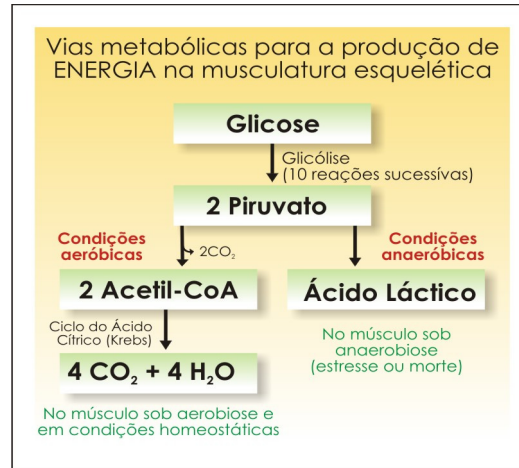 Vias metabólicas para a produção de
ENERGIA na musculatura esquelética
Glicose
Glicólise
(10 reações sucessívas)
2 Piruvato
Condições
aeróbicas
2CO₂
Condições
anaeróbicas
2 Acetil-CoA
Ácido Láctico
Ciclo do Ácido
Cítrico (Krebs)
No músculo sob
anaerobiose
(estresse ou morte)
4 CO₂ + 4 H₂O
No músculo sob aerobiose e
em condições homeostáticas